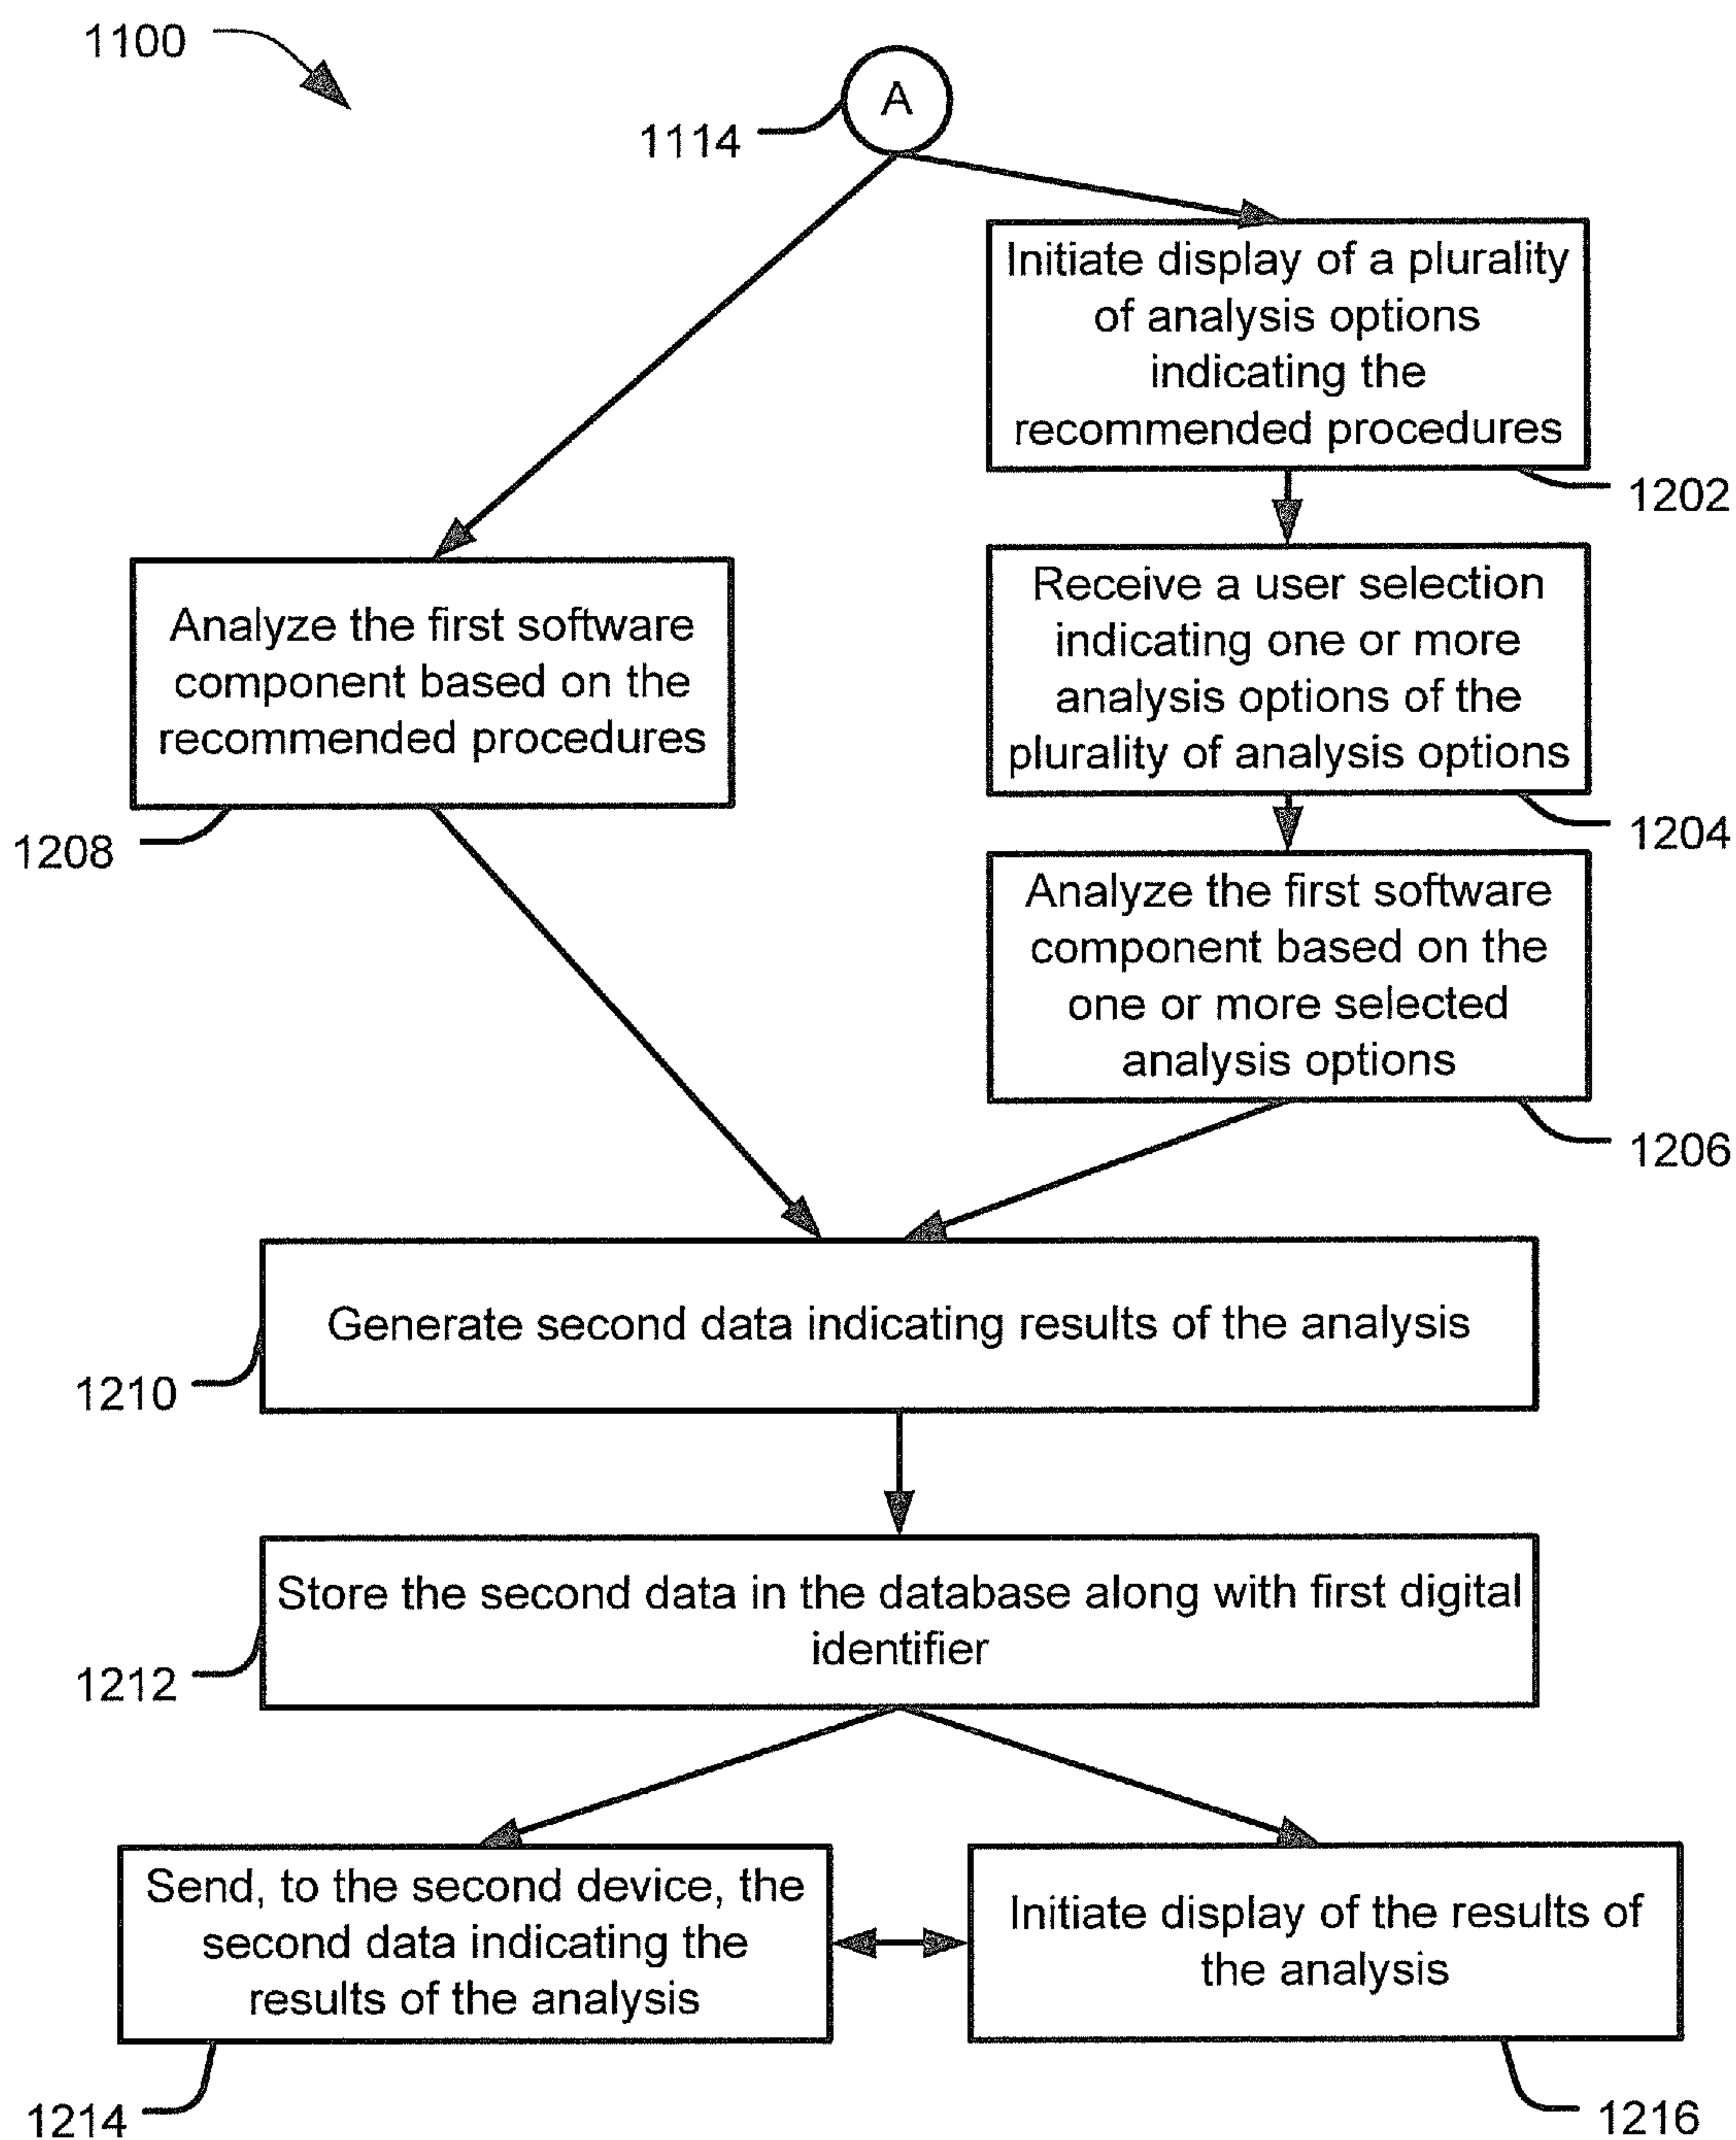 1100
A
1114
Initiate display of a plurality
of analysis options
indicating the
recommended procedures
1202
Analyze the first software
component based on the
recommended procedures
1208
Receive a user selection
indicating one or more
analysis options of the
plurality of analysis options
1204
Analyze the first software
component based on the
one or more selected
analysis options
1206
Generate second data indicating results of the analysis
1210
Store the second data in the database along with first digital
identifier
1212
Send, to the second device, the
second data indicating the
results of the analysis
1214
Initiate display of the results of
the analysis
1216